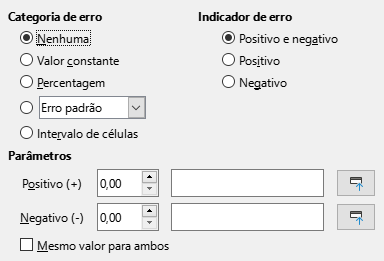 Categoria de erro
Nenhuma
Valor constante
Percentagem
Erro padrão
Intervalo de células
Indicador de erro
Positivo e negativo
Positivo
Negativo
Parâmetros
Positivo (+) 0,00
Negativo (-) 0,00
Mesmo valor para ambos